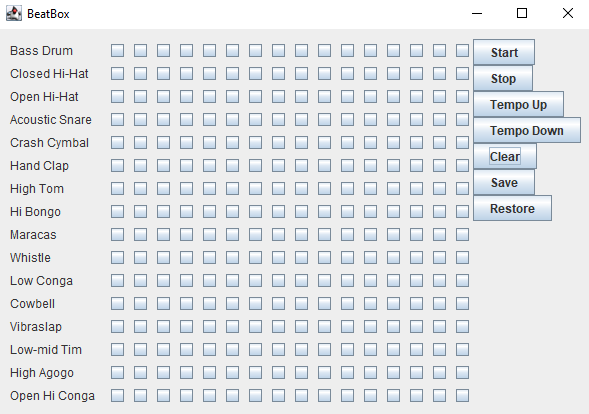 BeatBox
Bass Drum
Closed Hi-Hat
Open Hi-Hat
Acoustic Snare
Crash Cymbal
Hand Clap
High Tom
Hi Bongo
Maracas
Whistle
Low Conga
Cowbell
Vibraslap
Low-mid Tim
High Agogo
Open Hi Conga
Start
Stop
Tempo Up
Tempo Down
Clear
Save
Restore